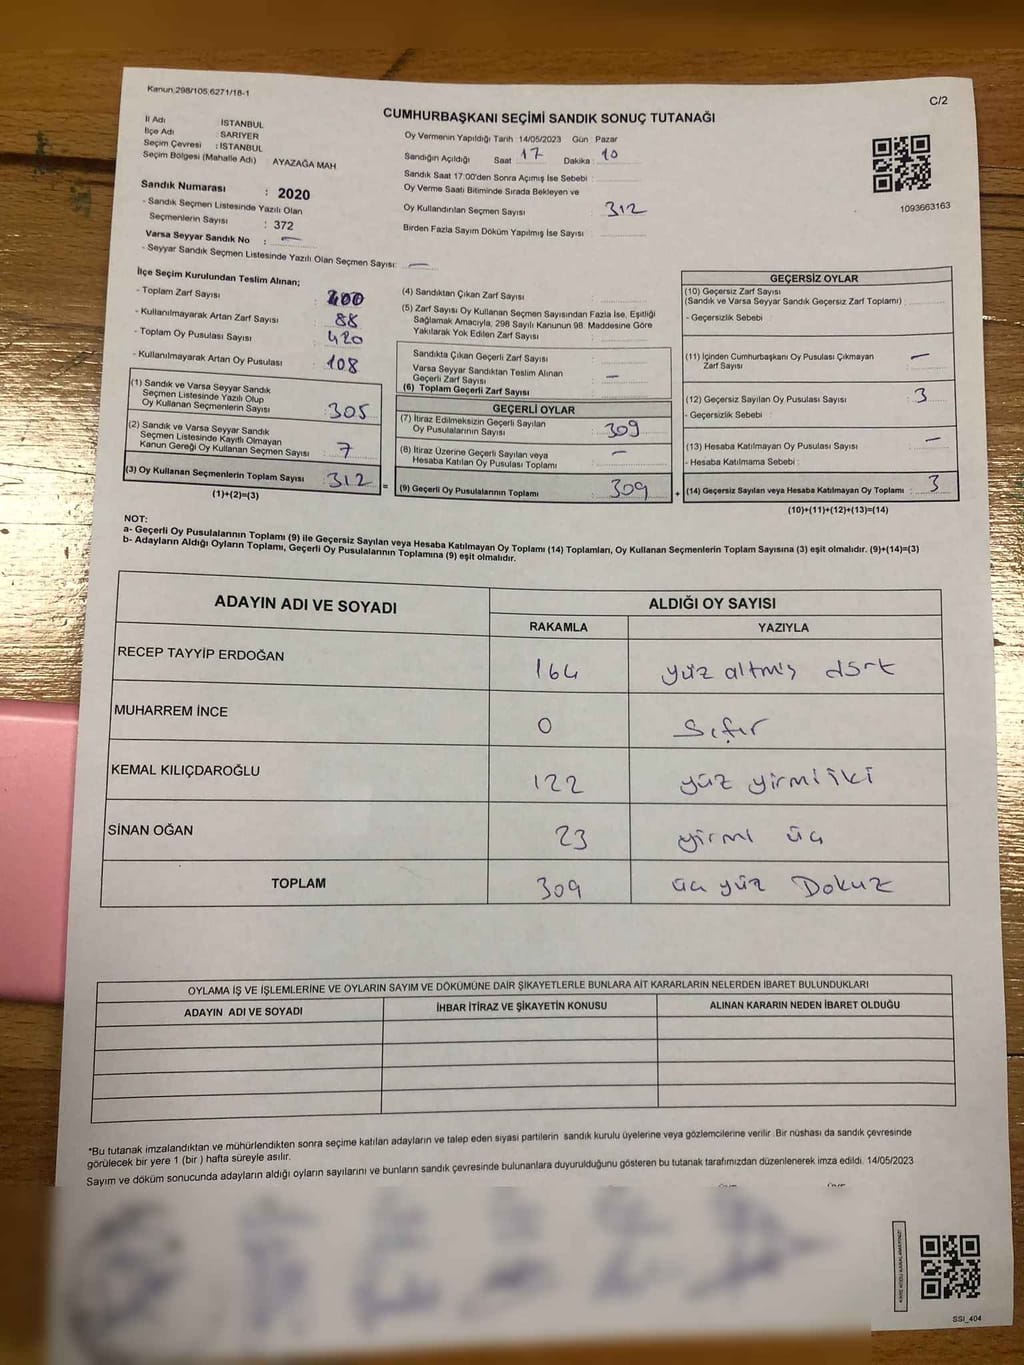 Kanun:298/105,6271/18-1
C/2
CUMHURBAŞKANI SEÇİMİ SANDIK SONUÇ TUTANAĞI
İl Adı : İSTANBUL
İlçe Adı : SARIYER
Seçim Çevresi : İSTANBUL
Seçim Bölgesi (Mahalle Adı) : AYAZAĞA MAH
Sandık Numarası : 2020
- Sandık Seçmen Listesinde Yazılı Olan
Seçmenlerin Sayısı : 372
Varsa Seyyar Sandık No : —
- Seyyar Sandık Seçmen Listesinde Yazılı Olan Seçmen Sayısı: —
Oy Vermenin Yapıldığı Tarih 14/05/2023 Gün Pazar
Sandığın Açıldığı Saat 17 Dakika : 10
Sandık Saat 17:00'den Sonra Açımış İse Sebebi :
Oy Verme Saati Bitiminde Sırada Bekleyen ve
Oy Kullandırılan Seçmen Sayısı : 312
Birden Fazla Sayım Döküm Yapılmış İse Sayısı :
1093663163
İlçe Seçim Kurulundan Teslim Alınan;
- Toplam Zarf Sayısı : 400
- Kullanılmayarak Artan Zarf Sayısı : 88
- Toplam Oy Pusulası Sayısı : 420
- Kullanılmayarak Artan Oy Pusulası : 108
(1) Sandık ve Varsa Seyyar Sandık
Seçmen Listesinde Yazılı Olup
Oy Kullanan Seçmenlerin Sayısı : 305
(2) Sandık ve Varsa Seyyar Sandık
Seçmen Listesinde Kayıtlı Olmayan
Kanun Gereği Oy Kullanan Seçmen Sayısı : 7
(3) Oy Kullanan Seçmenlerin Toplam Sayısı : 312
(1)+(2)=(3)
=
(4) Sandıktan Çıkan Zarf Sayısı :
(5) Zarf Sayısı Oy Kullanan Seçmen Sayısından Fazla İse, Eşitliği
Sağlamak Amacıyla, 298 Sayılı Kanunun 98. Maddesine Göre
Yakılarak Yok Edilen Zarf Sayısı :
Sandıkta Çıkan Geçerli Zarf Sayısı :
Varsa Seyyar Sandıktan Teslim Alınan
Geçerli Zarf Sayısı : —
(6) Toplam Geçerli Zarf Sayısı :
GEÇERLİ OYLAR
(7) İtiraz Edilmeksizin Geçerli Sayılan
Oy Pusulalarının Sayısı : 309
(8) İtiraz Üzerine Geçerli Sayılan veya
Hesaba Katılan Oy Pusulası Toplamı : —
(9) Geçerli Oy Pusulalarının Toplamı : 309
+
GEÇERSİZ OYLAR
(10) Geçersiz Zarf Sayısı
(Sandık ve Varsa Seyyar Sandık Geçersiz Zarf Toplamı) :
- Geçersizlik Sebebi :
(11) İçinden Cumhurbaşkanı Oy Pusulası Çıkmayan
Zarf Sayısı : —
(12) Geçersiz Sayılan Oy Pusulası Sayısı : 3
- Geçersizlik Sebebi :
(13) Hesaba Katılmayan Oy Pusulası Sayısı : —
- Hesaba Katılmama Sebebi :
(14) Geçersiz Sayılan veya Hesaba Katılmayan Oy Toplamı : 3
(10)+(11)+(12)+(13)=(14)
NOT:
a- Geçerli Oy Pusulalarının Toplamı (9) ile Geçersiz Sayılan veya Hesaba Katılmayan Oy Toplamı (14) Toplamları, Oy Kullanan Seçmenlerin Toplam Sayısına (3) eşit olmalıdır. (9)+(14)=(3)
b- Adayların Aldığı Oyların Toplamı, Geçerli Oy Pusulalarının Toplamına (9) eşit olmalıdır.
ADAYIN ADI VE SOYADI ALDIĞI OY SAYISI
RAKAMLA YAZIYLA
RECEP TAYYİP ERDOĞAN 164 yüz altmış dört
MUHARREM İNCE 0 Sıfır
KEMAL KILIÇDAROĞLU 122 yüz yirmi iki
SİNAN OĞAN 23 yirmi üç
TOPLAM 309 üç yüz Dokuz
OYLAMA İŞ VE İŞLEMLERİNE VE OYLARIN SAYIM VE DÖKÜMÜNE DAİR ŞİKAYETLERLE BUNLARA AİT KARARLARIN NELERDEN İBARET BULUNDUKLARI
ADAYIN ADI VE SOYADI İHBAR İTİRAZ VE ŞİKAYETİN KONUSU ALINAN KARARIN NEDEN İBARET OLDUĞU
*Bu tutanak imzalandıktan ve mühürlendikten sonra seçime katılan adayların ve talep eden siyasi partilerin sandık kurulu üyelerine veya gözlemcilerine verilir. Bir nüshası da sandık çevresinde
görülecek bir yere 1 (bir ) hafta süreyle asılır.
Sayım ve döküm sonucunda adayların aldığı oyların sayılarını ve bunların sandık çevresinde bulunanlara duyurulduğunu gösteren bu tutanak tarafımızdan düzenlenerek imza edildi. 14/05/2023
SSI_404